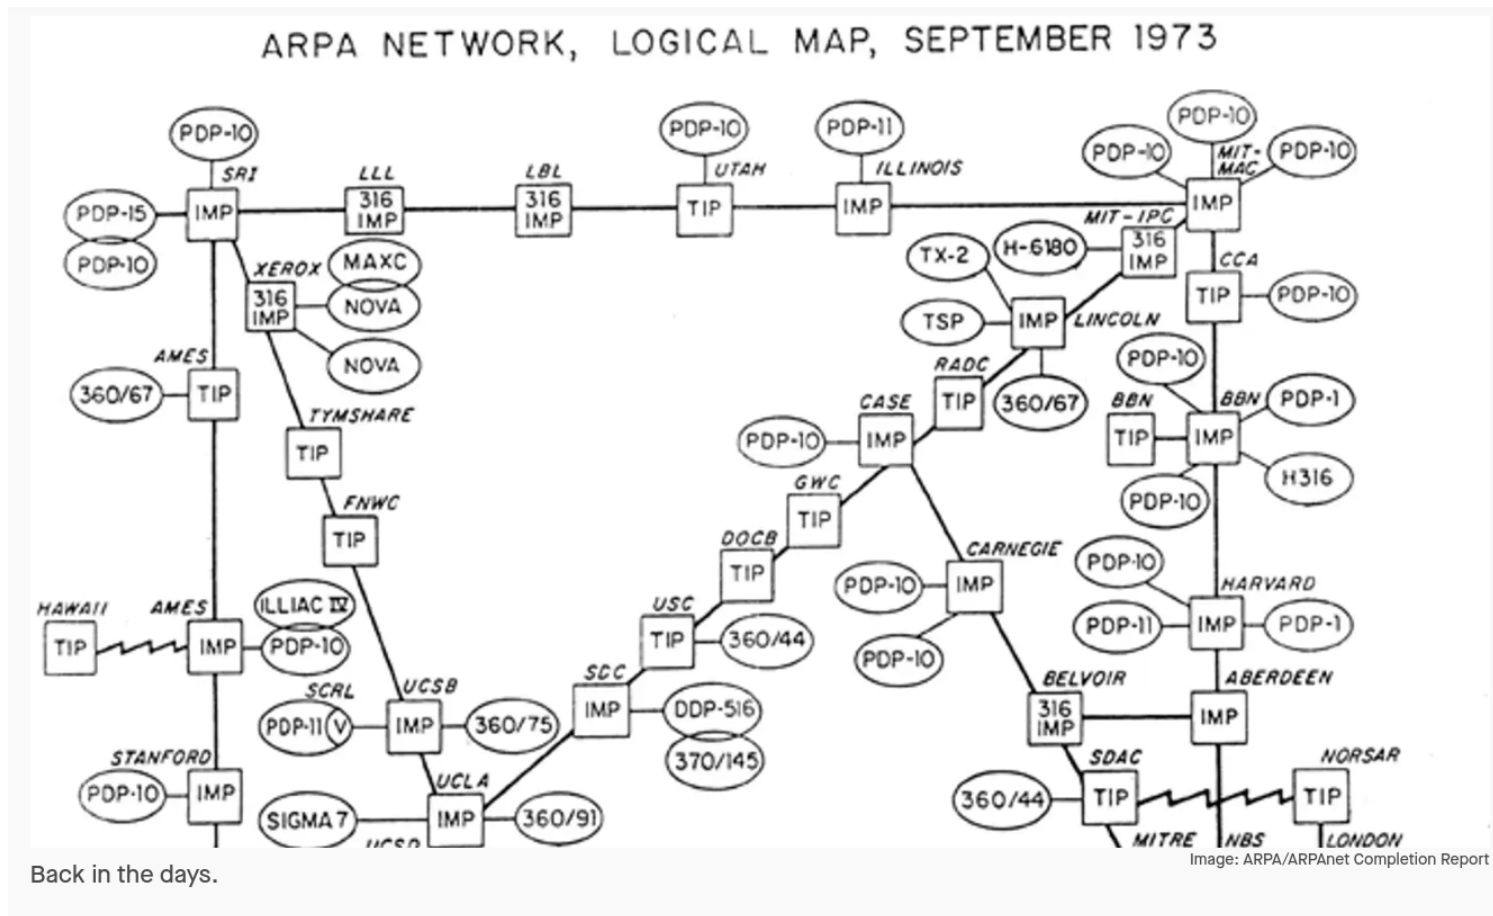 ARPA NETWORK, LOGICAL MAP, SEPTEMBER 1973
PDP-10
SRI
PDP-15
IMP
PDP-10
LLL
316
IMP
LBL
316
IMP
PDP-10
UTAH
TIP
PDP-11
ILLINOIS
IMP
PDP-10
PDP-10
MIT-
MAC
PDP-10
IMP
MIT-IPC
H-6180
316
IMP
XEROX
MAXC
316
IMP
NOVA
NOVA
TX-2
TSP
IMP
LINCOLN
360/67
CCA
TIP
PDP-10
AMES
360/67
TIP
TYMSHARE
TIP
FNWC
TIP
RADC
TIP
CASE
PDP-10
IMP
GWC
TIP
DOCB
TIP
USC
TIP
360/44
SDC
IMP
DDP-516
370/145
PDP-10
BBN
TIP
BBN
IMP
PDP-1
H316
PDP-10
CARNEGIE
PDP-10
IMP
PDP-10
PDP-10
HARVARD
PDP-11
IMP
PDP-1
HAWAII
TIP
AMES
IMP
ILLIAC IV
PDP-10
SCRL
PDP-11 V
UCSB
IMP
360/75
BELVOIR
316
IMP
ABERDEEN
IMP
STANFORD
PDP-10
IMP
UCLA
SIGMA 7
IMP
360/91
UCSD
SDAC
360/44
TIP
NORSAR
TIP
MITRE
NBS
LONDON
Image: ARPA/ARPAnet Completion Report
Back in the days.